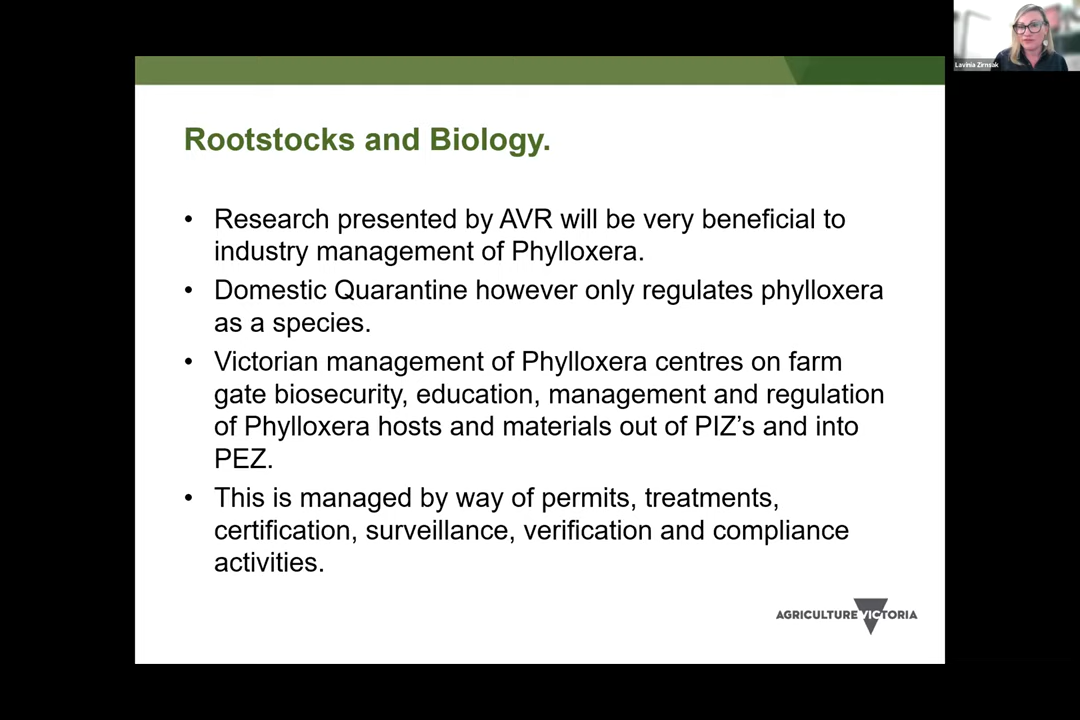 Lavinia Zirnsak
Rootstocks and Biology.
• Research presented by AVR will be very beneficial to
industry management of Phylloxera.
• Domestic Quarantine however only regulates phylloxera
as a species.
• Victorian management of Phylloxera centres on farm
gate biosecurity, education, management and regulation
of Phylloxera hosts and materials out of PIZ's and into
PEZ.
• This is managed by way of permits, treatments,
certification, surveillance, verification and compliance
activities.
AGRICULTURE VICTORIA